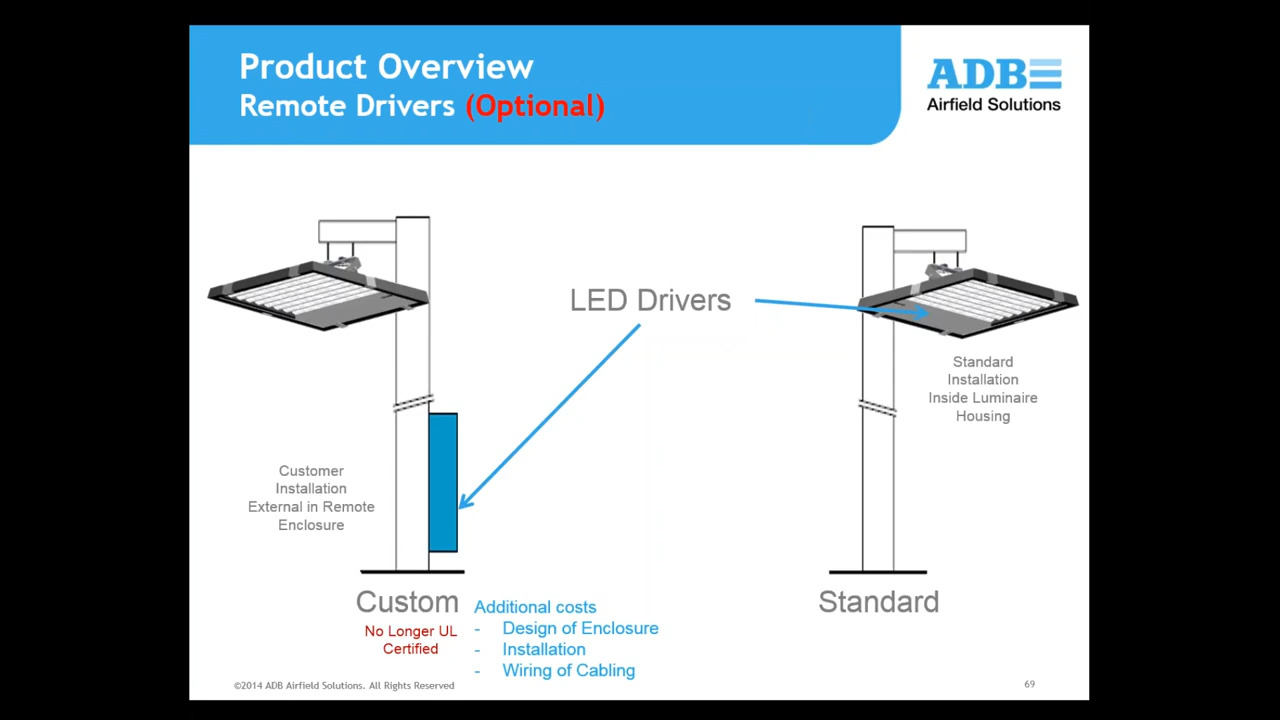 Product Overview
Remote Drivers (Optional)
ADB
Airfield Solutions
LED Drivers
Standard
Installation
Inside Luminaire
Housing
Customer
Installation
External in Remote
Enclosure
Custom
No Longer UL
Certified
Additional costs
- Design of Enclosure
- Installation
- Wiring of Cabling
Standard
©2014 ADB Airfield Solutions. All Rights Reserved
69